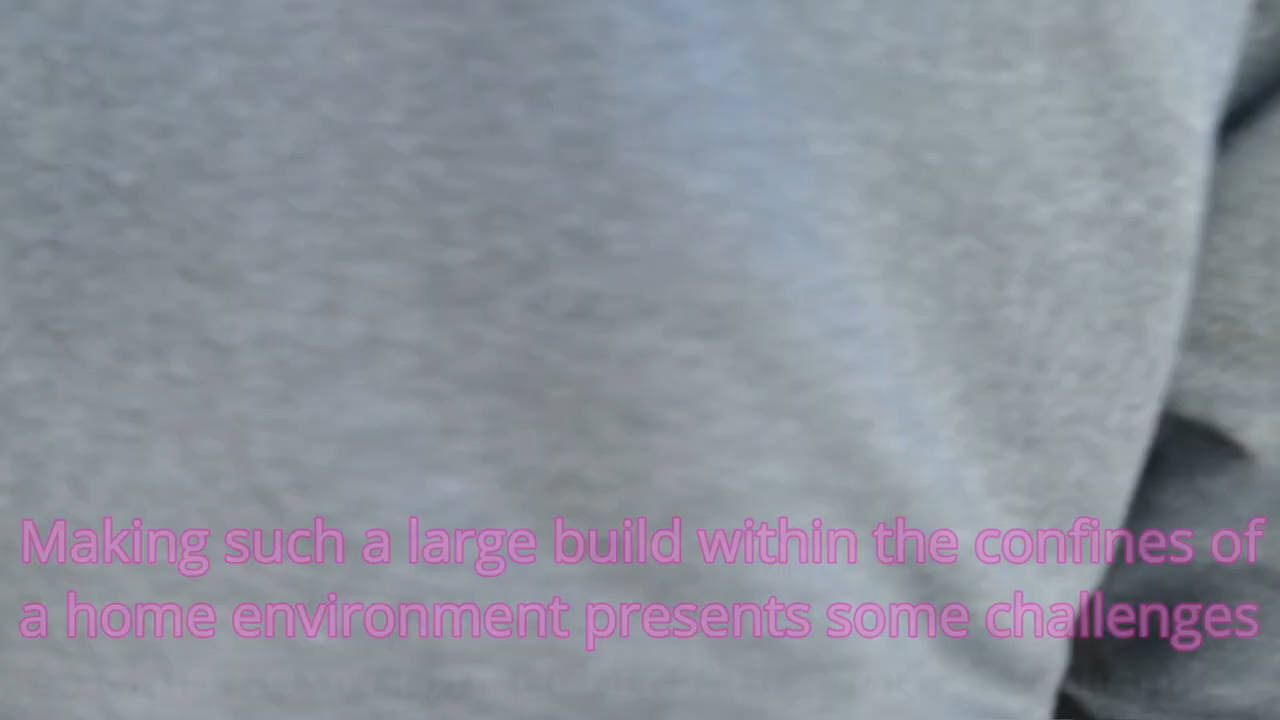 Making such a large build within the confines of
a home environment presents some challenges